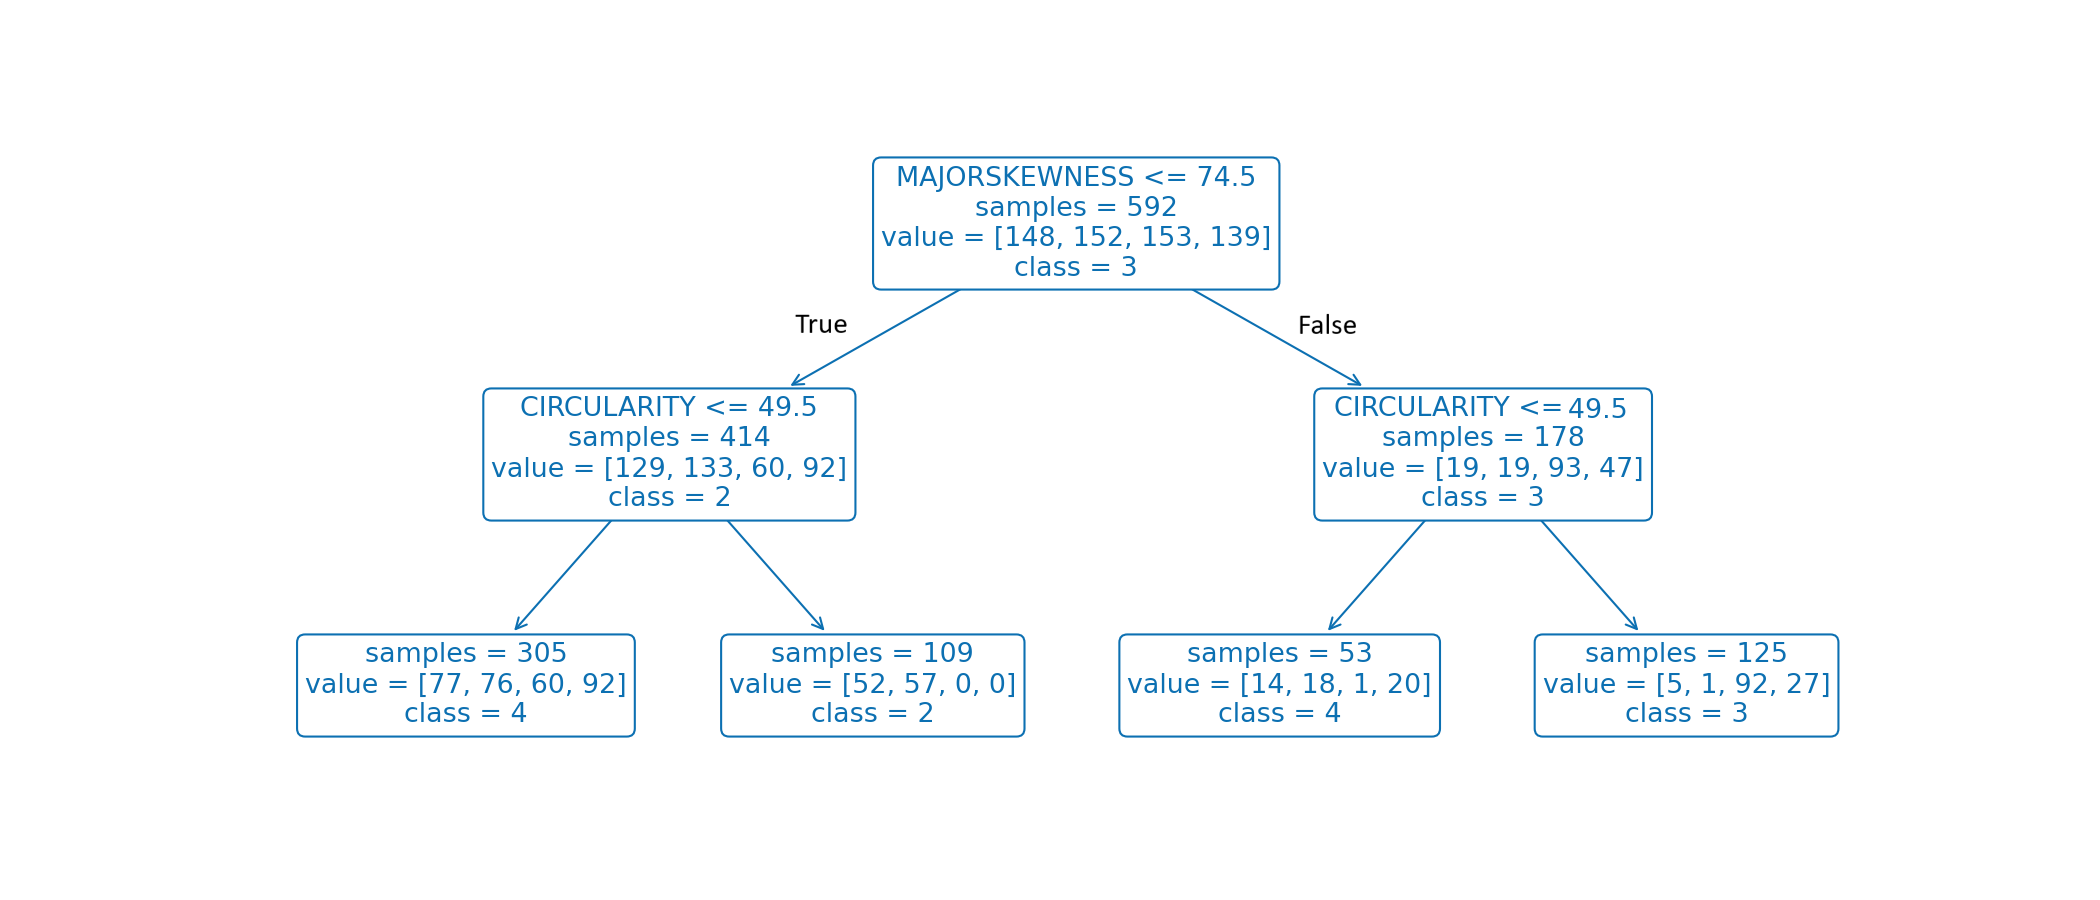 MAJORSKEWNESS <= 74.5
samples = 592
value = [148, 152, 153, 139]
class = 3
True
False
CIRCULARITY <= 49.5
samples = 414
value = [129, 133, 60, 92]
class = 2
CIRCULARITY <= 49.5
samples = 178
value = [19, 19, 93, 47]
class = 3
samples = 305
value = [77, 76, 60, 92]
class = 4
samples = 109
value = [52, 57, 0, 0]
class = 2
samples = 53
value = [14, 18, 1, 20]
class = 4
samples = 125
value = [5, 1, 92, 27]
class = 3